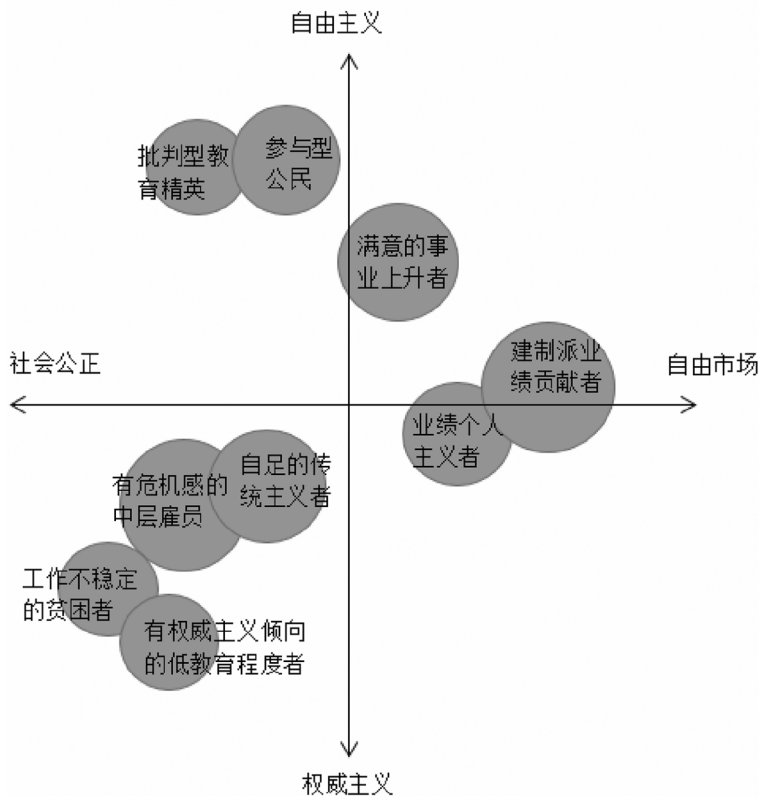 自由主义
批判型教
育精英
参与型
公民
满意的事
业上升者
社会公正
自由市场
建制派业
绩贡献者
业绩个人
主义者
自足的传
统主义者
有危机感的
中层雇员
工作不稳定
的贫困者
有权威主义倾向
的低教育程度者
权威主义